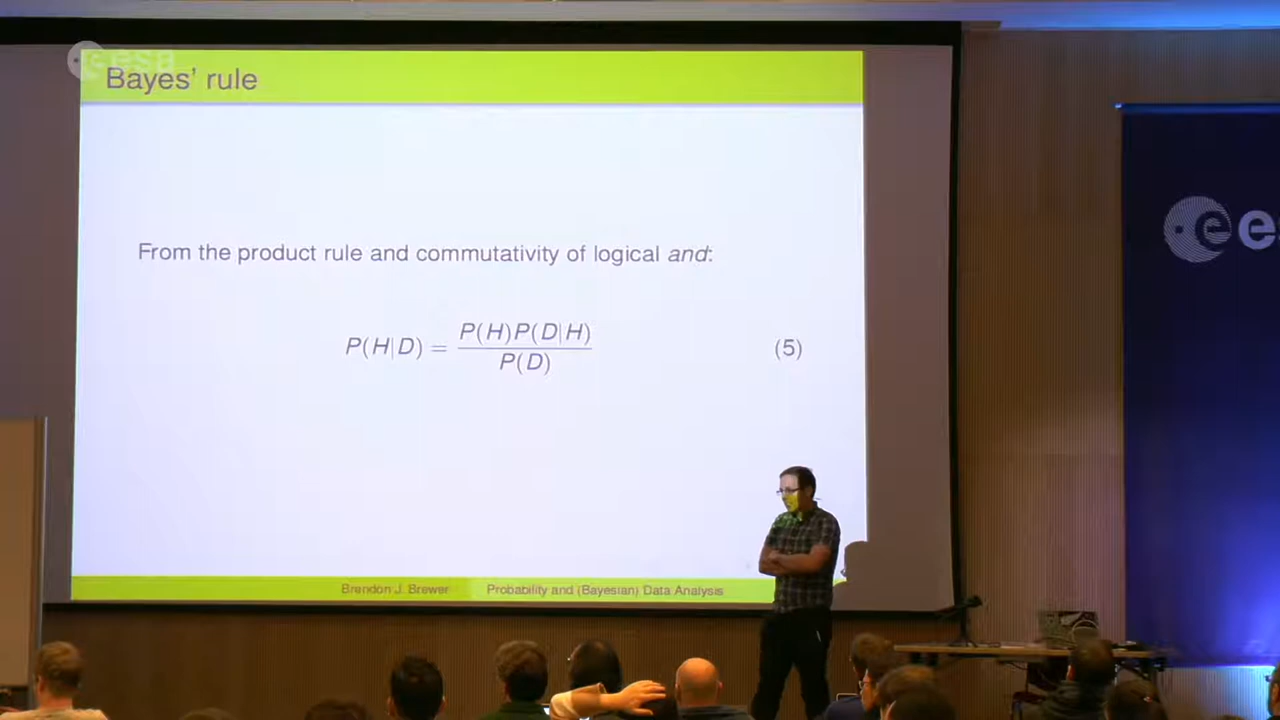 esa
Bayes' rule
From the product rule and commutativity of logical and:
P(H|D) = P(H)P(D|H) / P(D) (5)
Brendon J. Brewer Probability and (Bayesian) Data Analysis
e